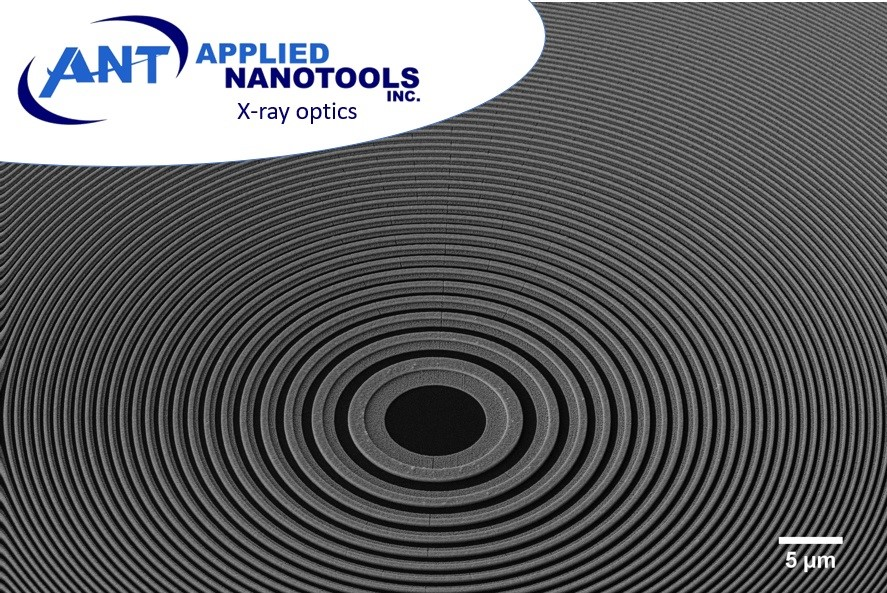 ANT
APPLIED
NANOTOOLS
INC.
X-ray optics
5 µm